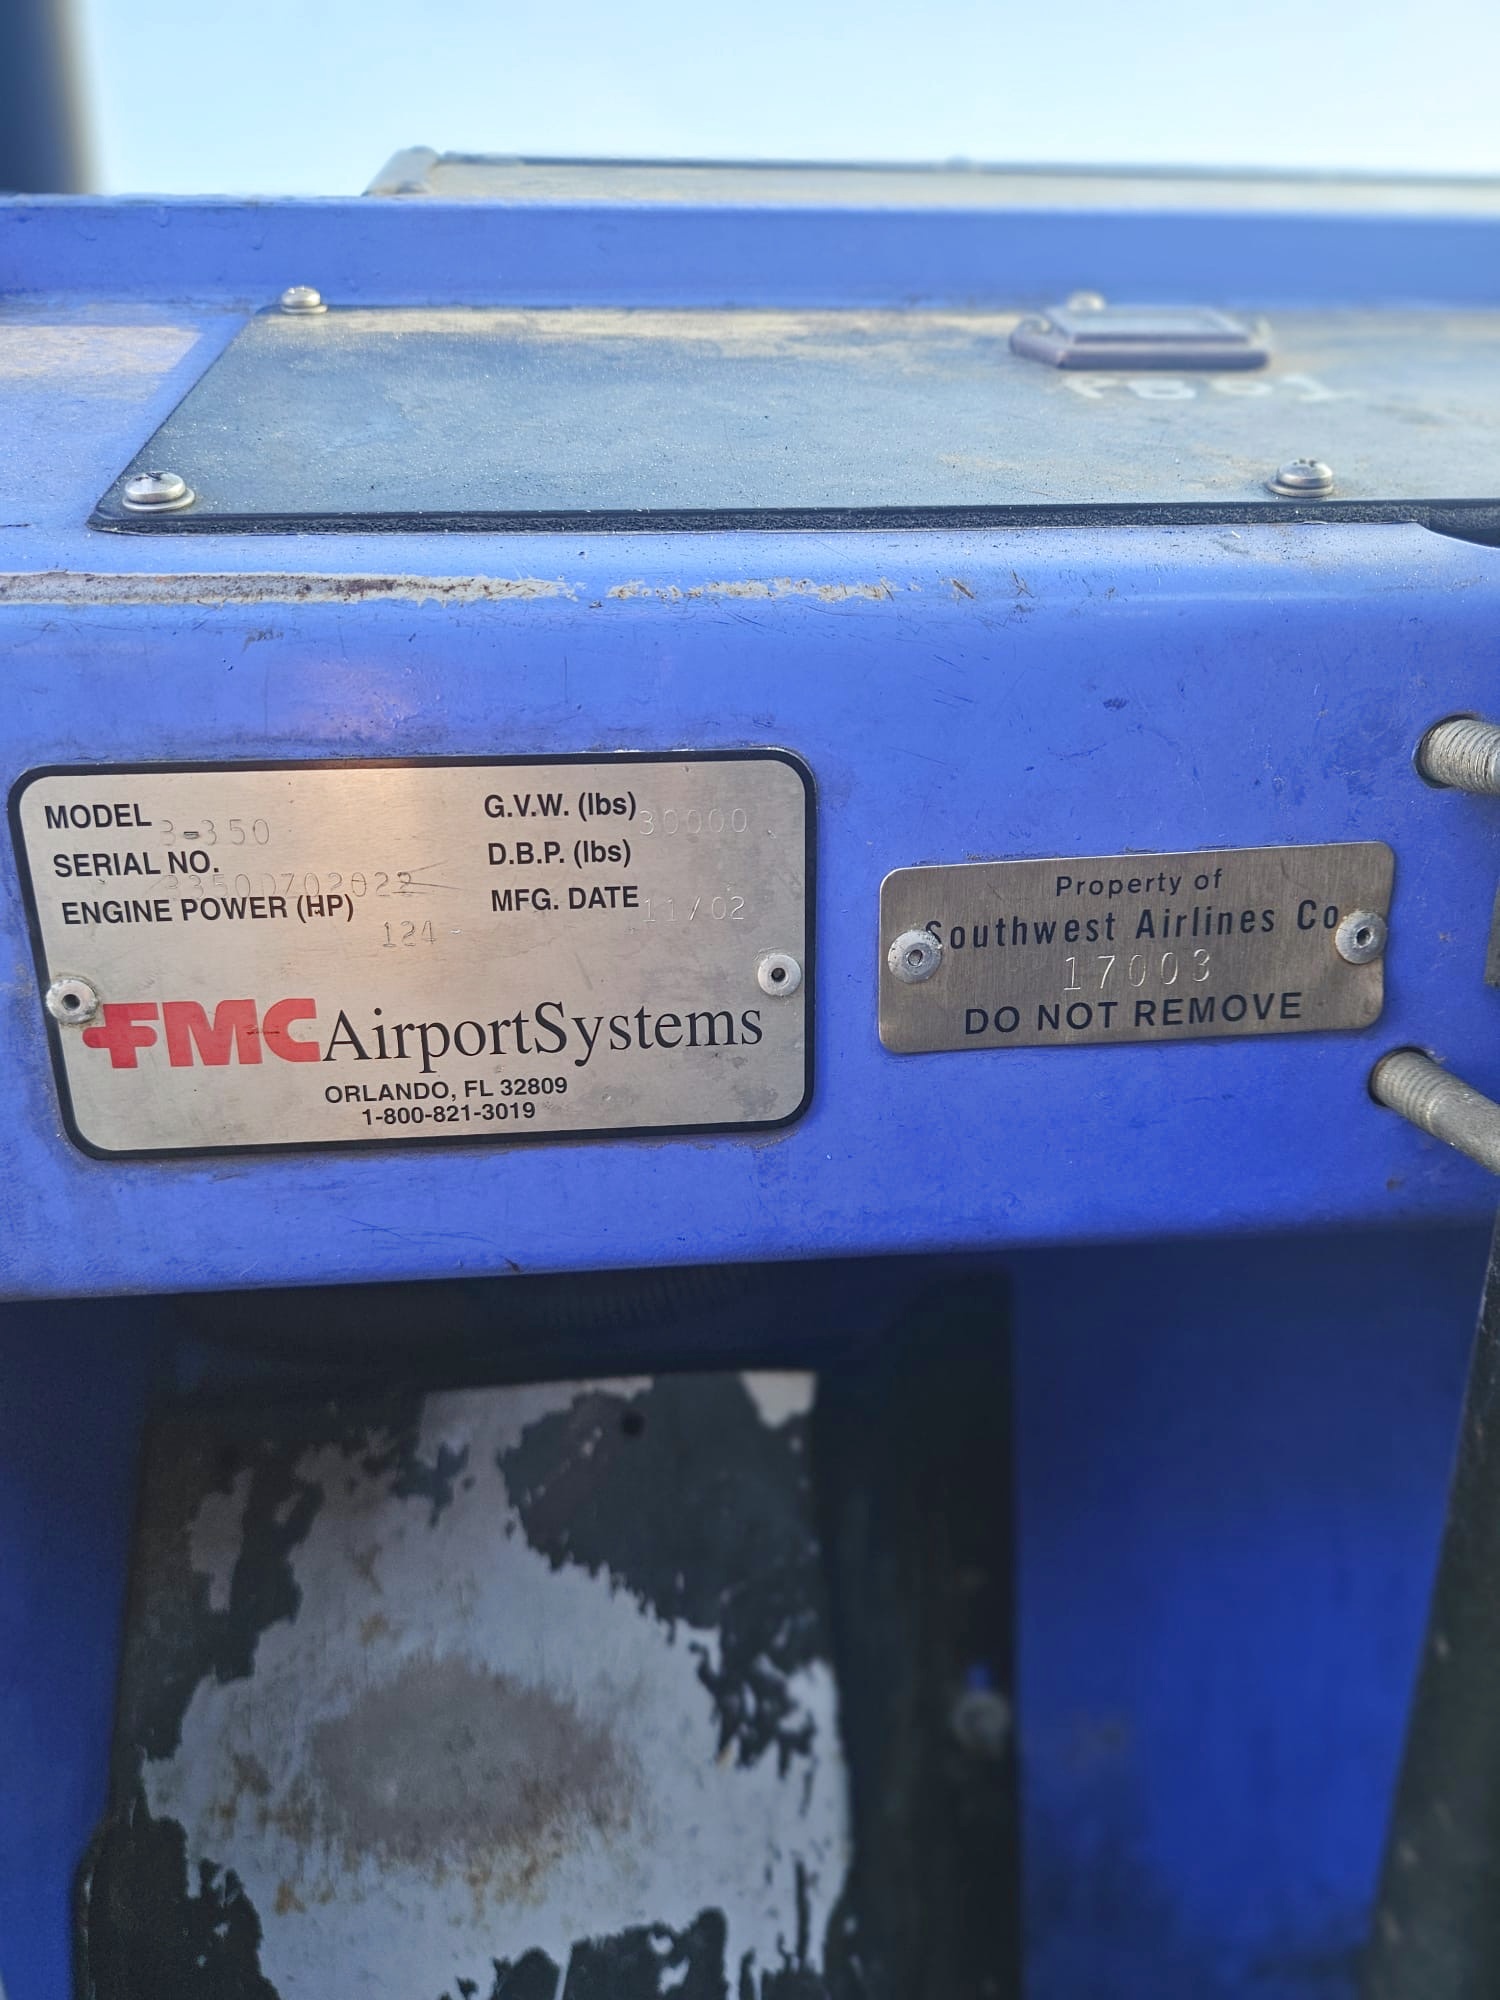 MODEL B-350
G.V.W. (lbs) 30000
SERIAL NO.
D.B.P. (lbs)
ENGINE POWER (HP) 124
MFG. DATE 11/02
FMC AirportSystems
ORLANDO, FL 32809
1-800-821-3019
Property of
Southwest Airlines Co
17003
DO NOT REMOVE